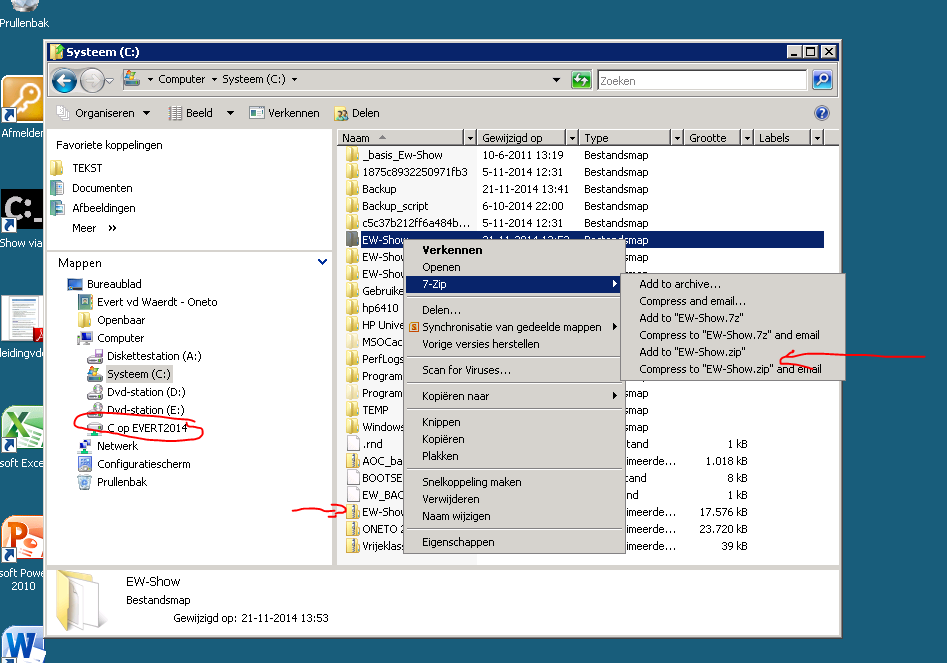 Prullenbak
Afmelden
Show via
soft Exce
soft Pow
2010
Systeem (C:)
Computer
Systeem (C:)
Zoeken
Organiseren
Beeld
Verkennen
Delen
Favoriete koppelingen
TEKST
Documenten
Afbeeldingen
Meer »
Mappen
Bureaublad
Evert vd Waerdt - Oneto
Openbaar
Computer
Diskettestation (A:)
Systeem (C:)
Dvd-station (D:)
Dvd-station (E:)
C op EVERT2014
Netwerk
Configuratiescherm
Prullenbak
Naam Gewijzigd op Type Grootte Labels
_basis_Ew-Show 10-6-2011 13:19 Bestandsmap
1875c8932250971fb3 5-11-2014 12:31 Bestandsmap
Backup 21-11-2014 13:41 Bestandsmap
Backup_script 6-10-2014 22:00 Bestandsmap
c5c37b212ff6a484b... 5-11-2014 12:31 Bestandsmap
EW-Show 21-11-2014 13:53 Bestandsmap
EW-Sho
EW-Sho
Gebruike
hp6410
HP Unive
MSOCac
PerfLogs
Program
Program
TEMP
Windows
.rnd 1 kB
AOC_ba imeerde... 1.018 kB
BOOTSE 8 kB
EW_BAC 1 kB
EW-Sho imeerde... 17.576 kB
ONETO 2 imeerde... 23.720 kB
Vrijeklas imeerde... 39 kB
Verkennen
Openen
7-Zip
Delen...
Synchronisatie van gedeelde mappen
Vorige versies herstellen
Scan for Viruses...
Kopiëren naar
Knippen
Kopiëren
Plakken
Snelkoppeling maken
Verwijderen
Naam wijzigen
Eigenschappen
Add to archive...
Compress and email...
Add to "EW-Show.7z"
Compress to "EW-Show.7z" and email
Add to "EW-Show.zip"
Compress to "EW-Show.zip" and email
EW-Show
Bestandsmap
Gewijzigd op: 21-11-2014 13:53